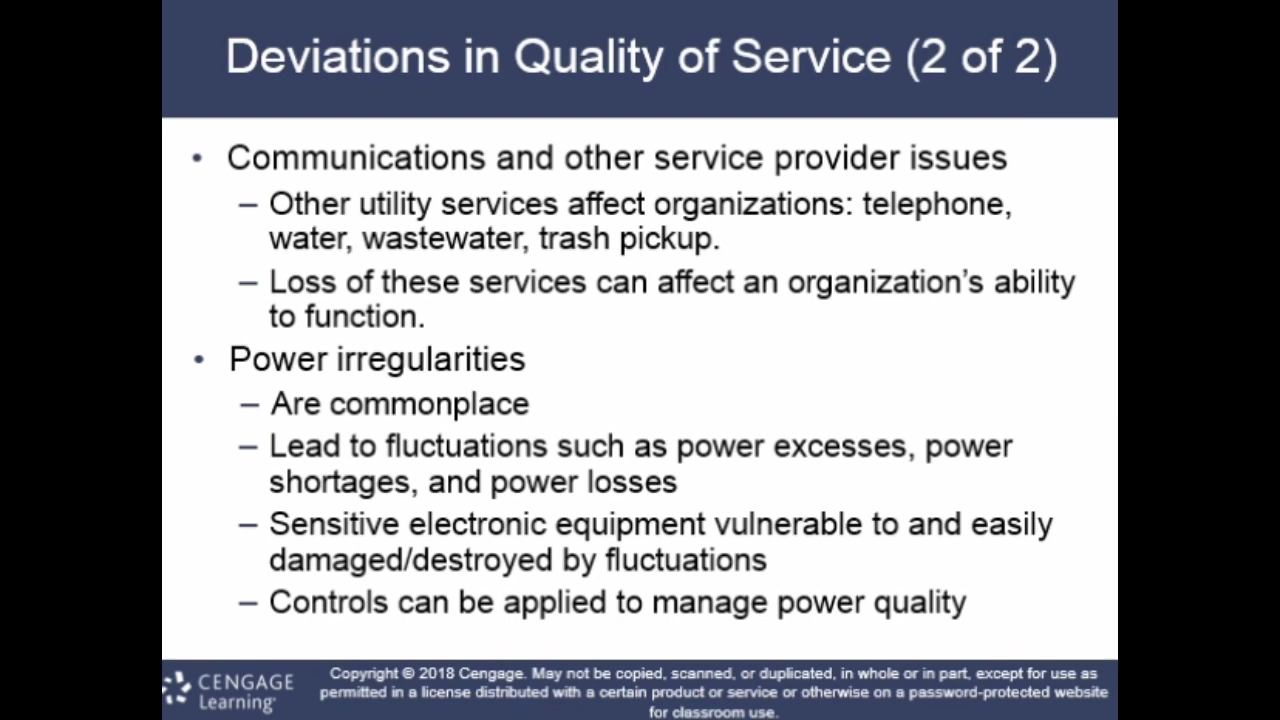 Deviations in Quality of Service (2 of 2)
• Communications and other service provider issues
– Other utility services affect organizations: telephone,
water, wastewater, trash pickup.
– Loss of these services can affect an organization's ability
to function.
• Power irregularities
– Are commonplace
– Lead to fluctuations such as power excesses, power
shortages, and power losses
– Sensitive electronic equipment vulnerable to and easily
damaged/destroyed by fluctuations
– Controls can be applied to manage power quality
CENGAGE
Learning
Copyright © 2018 Cengage. May not be copied, scanned, or duplicated, in whole or in part, except for use as
permitted in a license distributed with a certain product or service or otherwise on a password-protected website
for classroom use.